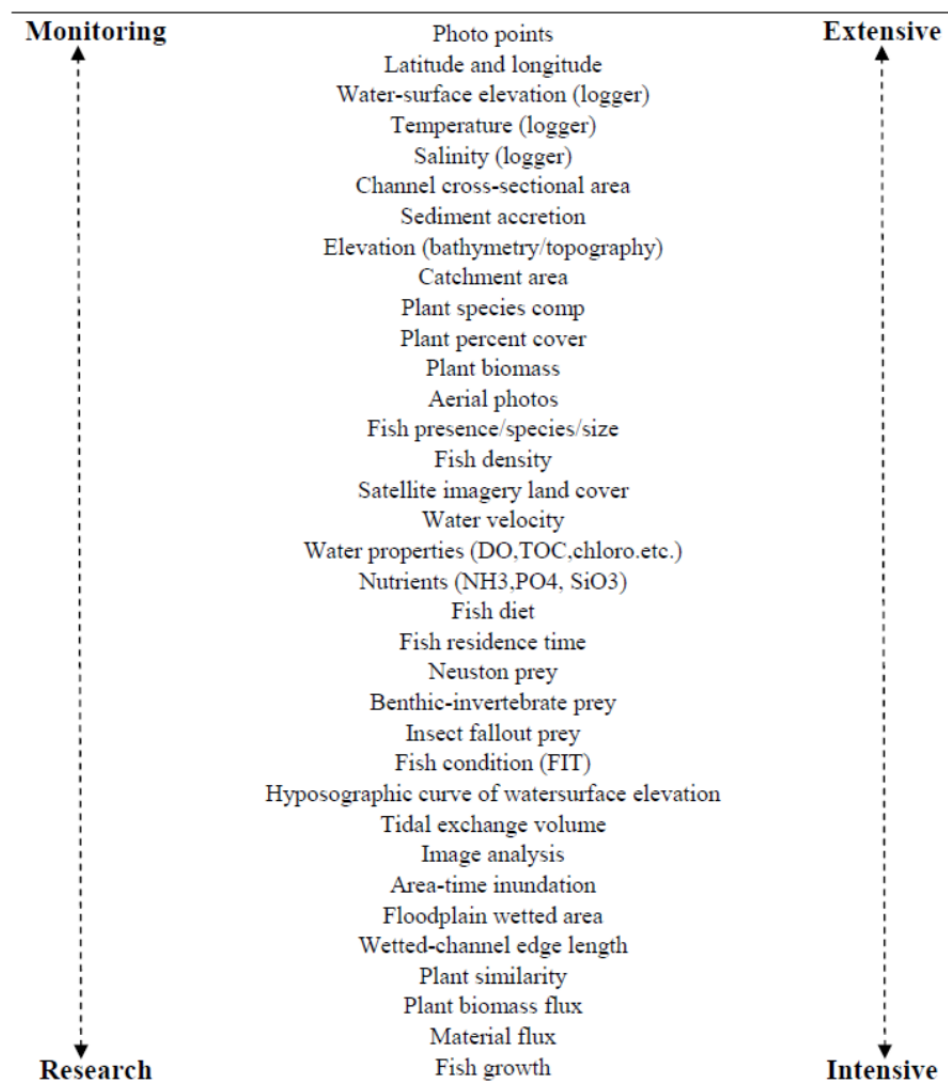 Monitoring Photo points Extensive
Latitude and longitude
Water-surface elevation (logger)
Temperature (logger)
Salinity (logger)
Channel cross-sectional area
Sediment accretion
Elevation (bathymetry/topography)
Catchment area
Plant species comp
Plant percent cover
Plant biomass
Aerial photos
Fish presence/species/size
Fish density
Satellite imagery land cover
Water velocity
Water properties (DO,TOC,chloro.etc.)
Nutrients (NH3,PO4, SiO3)
Fish diet
Fish residence time
Neuston prey
Benthic-invertebrate prey
Insect fallout prey
Fish condition (FIT)
Hyposographic curve of watersurface elevation
Tidal exchange volume
Image analysis
Area-time inundation
Floodplain wetted area
Wetted-channel edge length
Plant similarity
Plant biomass flux
Material flux
Research Fish growth Intensive